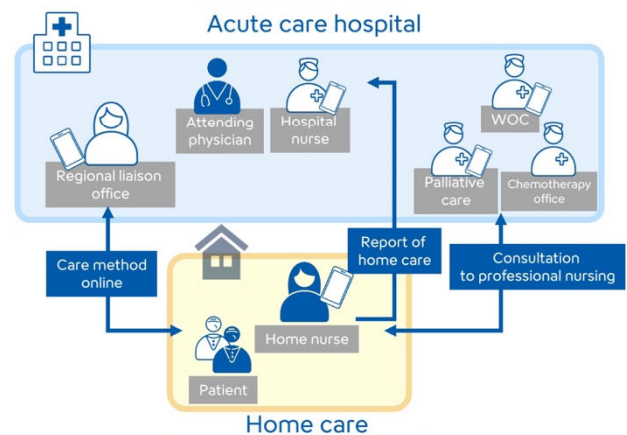 Acute care hospital
Attending
physician
Hospital
nurse
WOC
Regional liaison
office
Palliative
care
Chemotherapy
office
Care method
online
Report of
home care
Consultation
to professional nursing
Home nurse
Patient
Home care